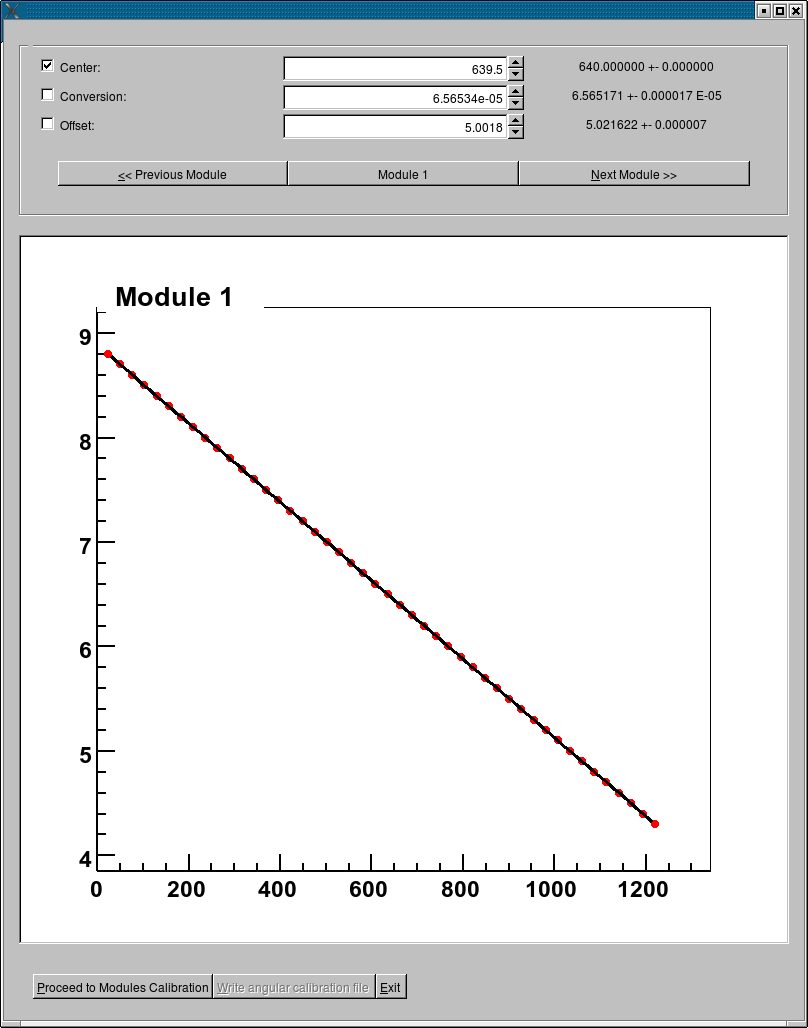 Center: 639.5 640.000000 +- 0.000000
Conversion: 6.56534e-05 6.565171 +- 0.000017 E-05
Offset: 5.0018 5.021622 +- 0.000007
<< Previous Module Module 1 Next Module >>
Module 1
9
8
7
6
5
4
0 200 400 600 800 1000 1200
Proceed to Modules Calibration Write angular calibration file Exit